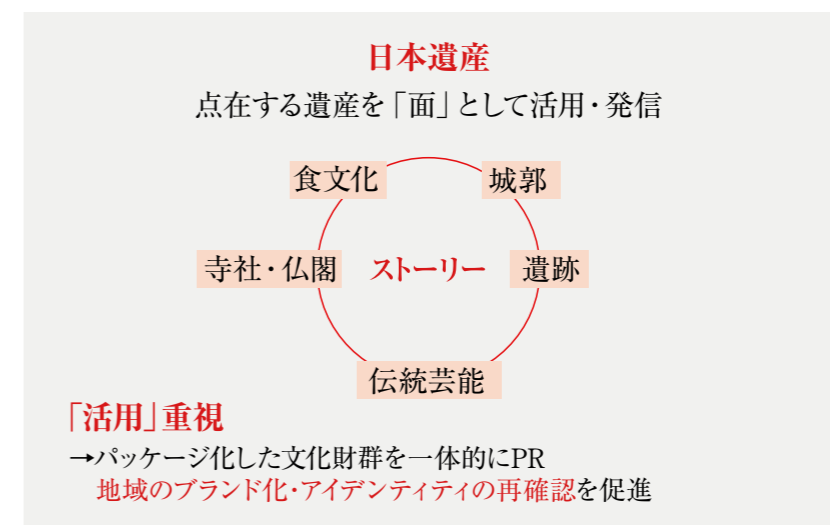 日本遺産
点在する遺産を「面」として活用・発信
食文化
城郭
寺社・仏閣
ストーリー
遺跡
伝統芸能
「活用」重視
→パッケージ化した文化財群を一体的にPR
地域のブランド化・アイデンティティの再確認を促進